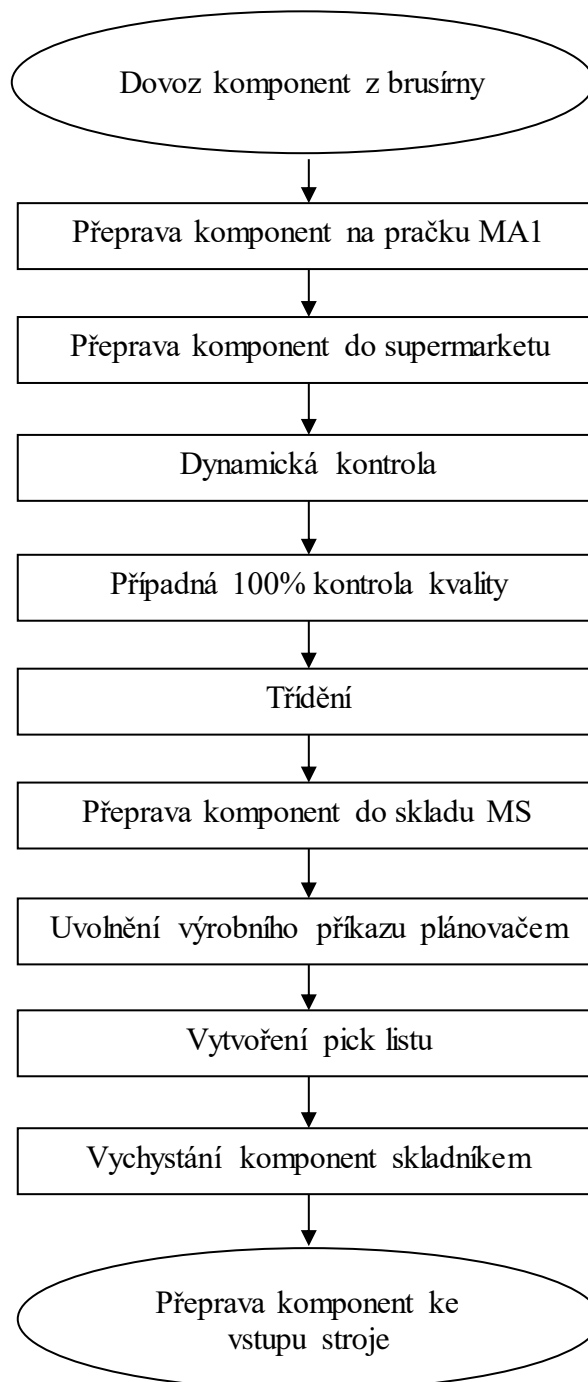 Dovoz komponent z brusírny
Přeprava komponent na pračku MA1
Přeprava komponent do supermarketu
Dynamická kontrola
Případná 100% kontrola kvality
Třídění
Přeprava komponent do skladu MS
Uvolnění výrobního příkazu plánovačem
Vytvoření pick listu
Vychystání komponent skladníkem
Přeprava komponent ke
vstupu stroje